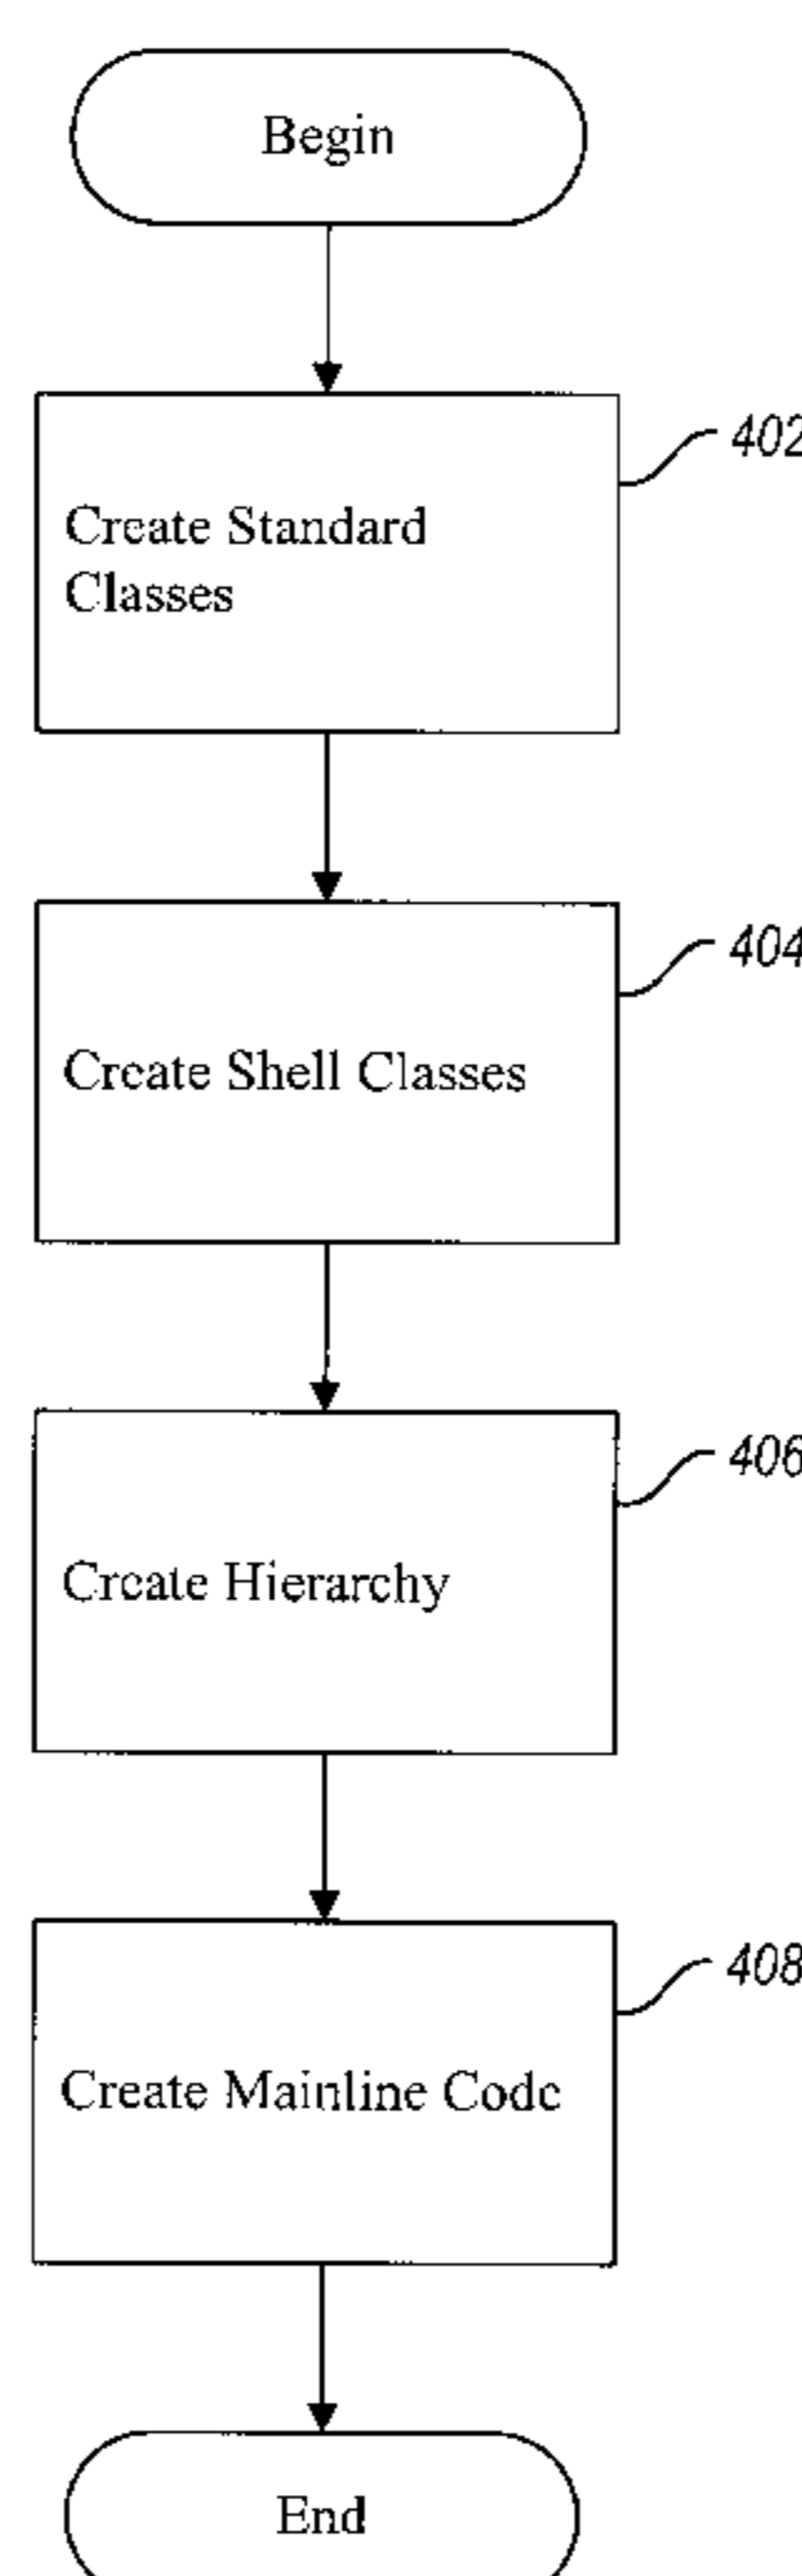 Begin
402
Create Standard
Classes
404
Create Shell Classes
406
Create Hierarchy
408
Create Mainline Code
End